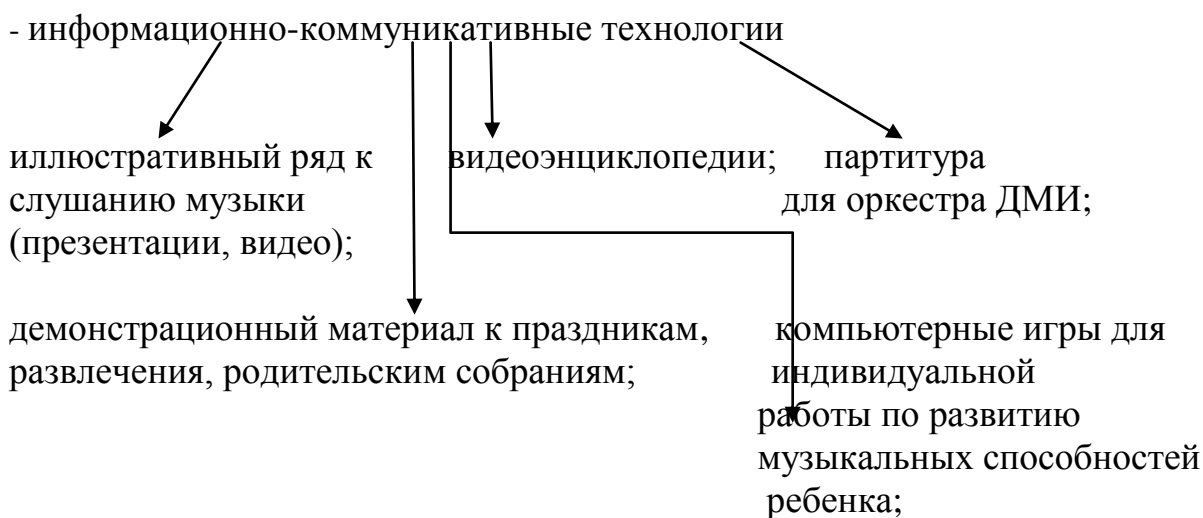 - информационно-коммуникативные технологии
иллюстративный ряд к
слушанию музыки
(презентации, видео);
видеоэнциклопедии;
партитура
для оркестра ДМИ;
демонстрационный материал к праздникам,
развлечения, родительским собраниям;
компьютерные игры для
индивидуальной
работы по развитию
музыкальных способностей
ребенка;